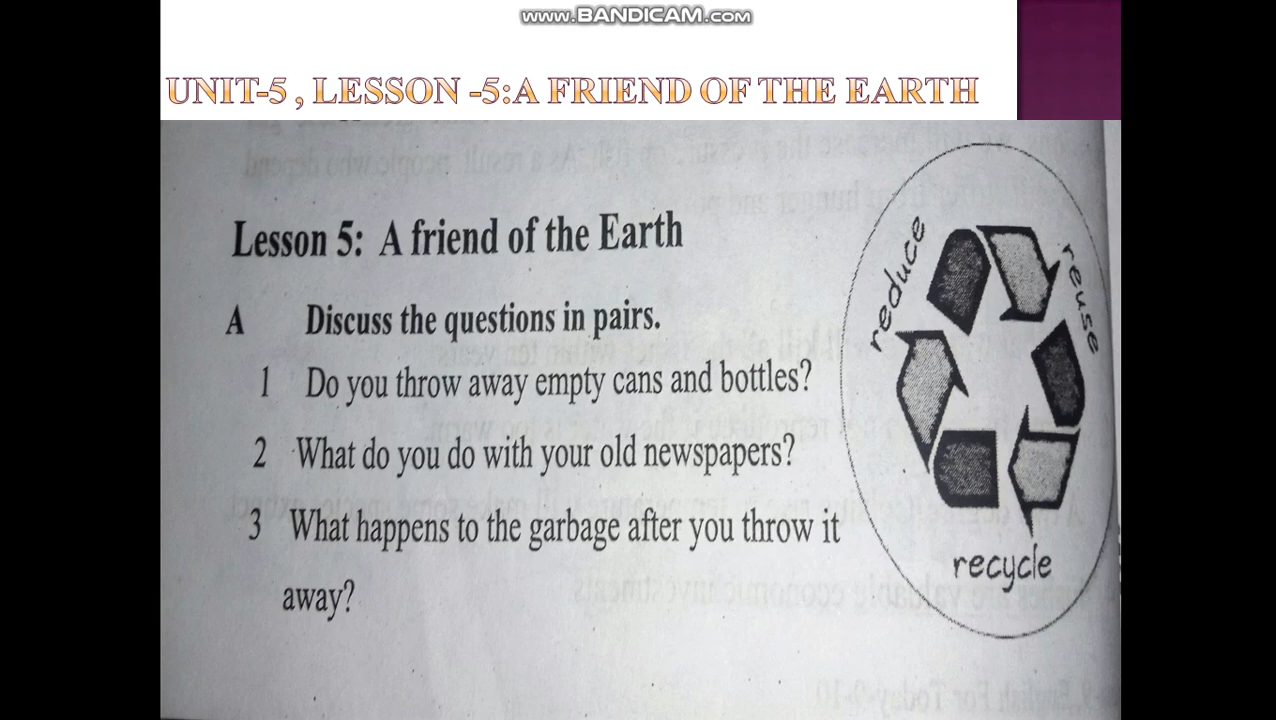 www.BANDICAM.com
UNIT-5 , LESSON -5:A FRIEND OF THE EARTH
Lesson 5: A friend of the Earth
A Discuss the questions in pairs.
1 Do you throw away empty cans and bottles?
2 What do you do with your old newspapers?
3 What happens to the garbage after you throw it
away?
reduce
reuse
recycle